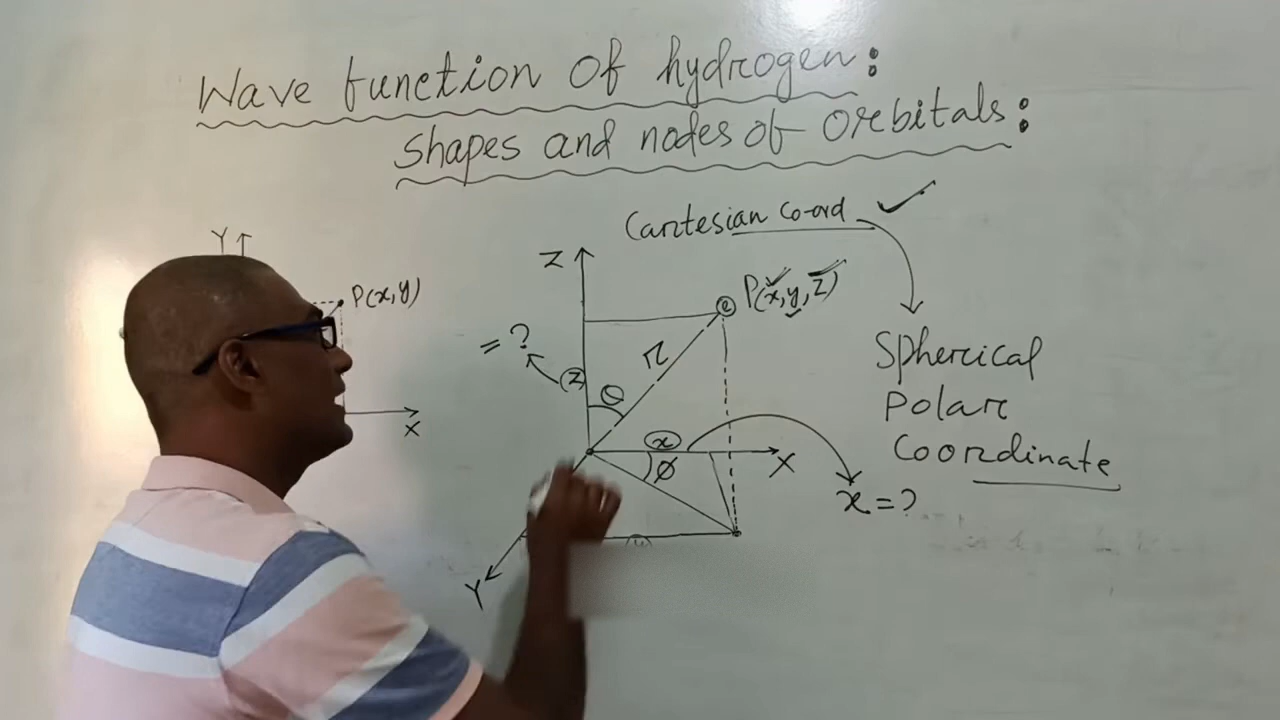 Wave function of hydrogen:
Shapes and nodes of orbitals:
Cartesian Co-ord
Y
P(x,y)
X
Z
P(x,y,z)
= ?
r
(z)
θ
Spherical
Polar
Coordinate
x
X
φ
x = ?
Y